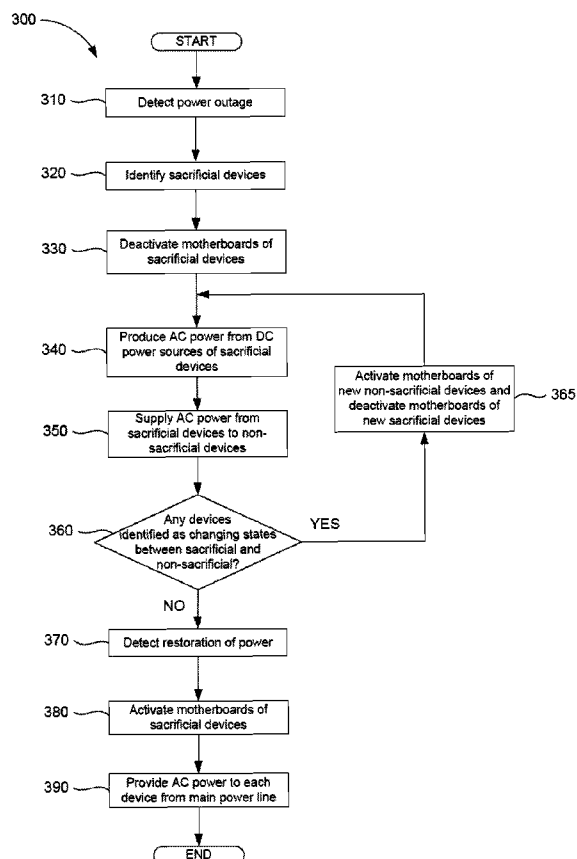 300
START
310
Detect power outage
320
Identify sacrificial devices
330
Deactivate motherboards of
sacrificial devices
340
Produce AC power from DC
power sources of sacrificial
devices
Activate motherboards of
new non-sacrificial devices and
deactivate motherboards of
new sacrificial devices
365
350
Supply AC power from
sacrificial devices to non-
sacrificial devices
360
Any devices
identified as changing states
between sacrificial and
non-sacrificial?
YES
NO
370
Detect restoration of power
380
Activate motherboards of
sacrificial devices
390
Provide AC power to each
device from main power line
END